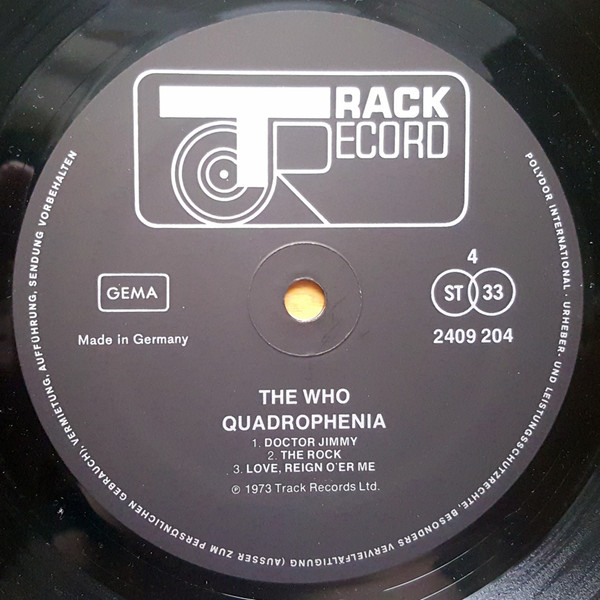 TRACK
RECORD
GEMA
Made in Germany
4
ST 33
2409 204
THE WHO
QUADROPHENIA
1. DOCTOR JIMMY
2. THE ROCK
3. LOVE, REIGN O'ER ME
℗ 1973 Track Records Ltd.
POLYDOR INTERNATIONAL · URHEBER- UND LEISTUNGSSCHUTZRECHTE, BESONDERS VERVIELFÄLTIGUNG (AUSSER ZUM PERSÖNLICHEN GEBRAUCH), VERMIETUNG, AUFFÜHRUNG, SENDUNG VORBEHALTEN